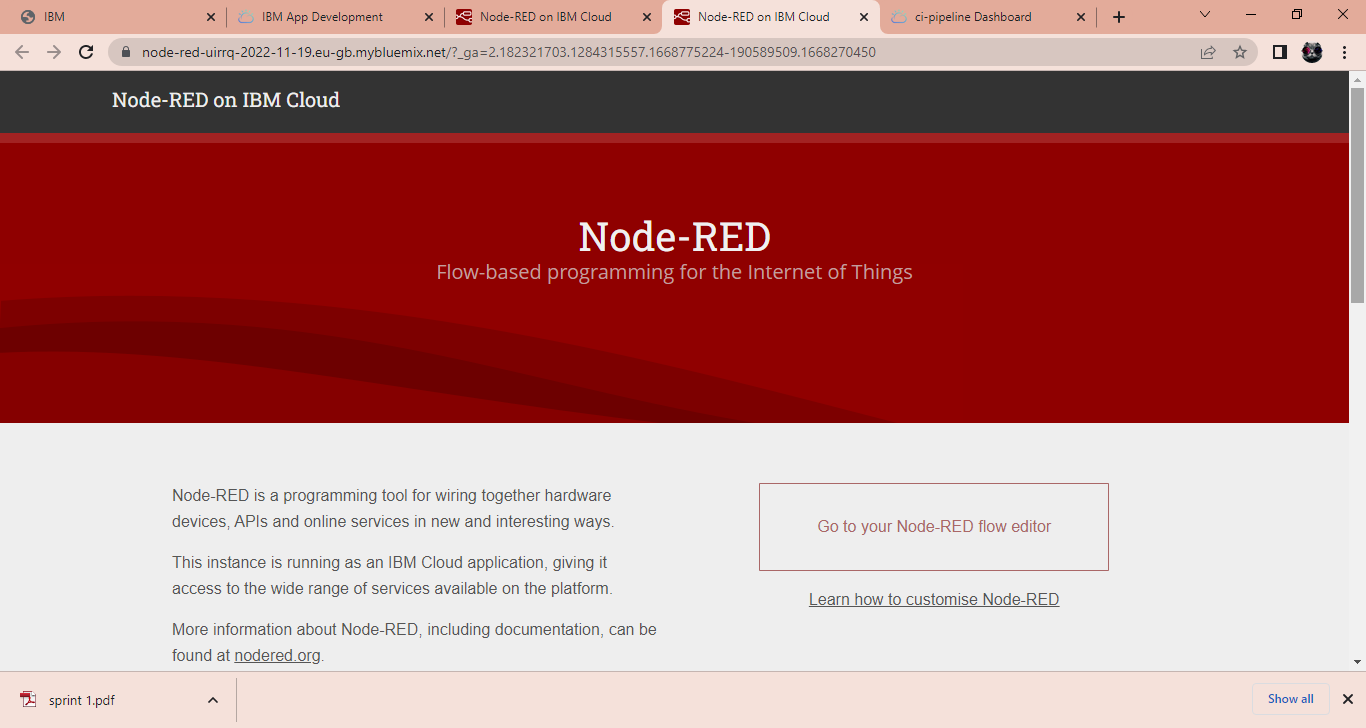 IBM
IBM App Development
Node-RED on IBM Cloud
Node-RED on IBM Cloud
ci-pipeline Dashboard
node-red-uirrq-2022-11-19.eu-gb.mybluemix.net/?_ga=2.182321703.1284315557.1668775224-190589509.1668270450
Node-RED on IBM Cloud
Node-RED
Flow-based programming for the Internet of Things
Node-RED is a programming tool for wiring together hardware
devices, APIs and online services in new and interesting ways.
This instance is running as an IBM Cloud application, giving it
access to the wide range of services available on the platform.
More information about Node-RED, including documentation, can be
found at nodered.org.
Go to your Node-RED flow editor
Learn how to customise Node-RED
sprint 1.pdf
Show all